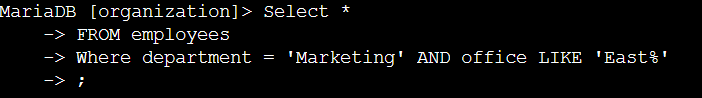 MariaDB [organization]> Select *
    -> FROM employees
    -> Where department = 'Marketing' AND office LIKE 'East%'
    -> ;